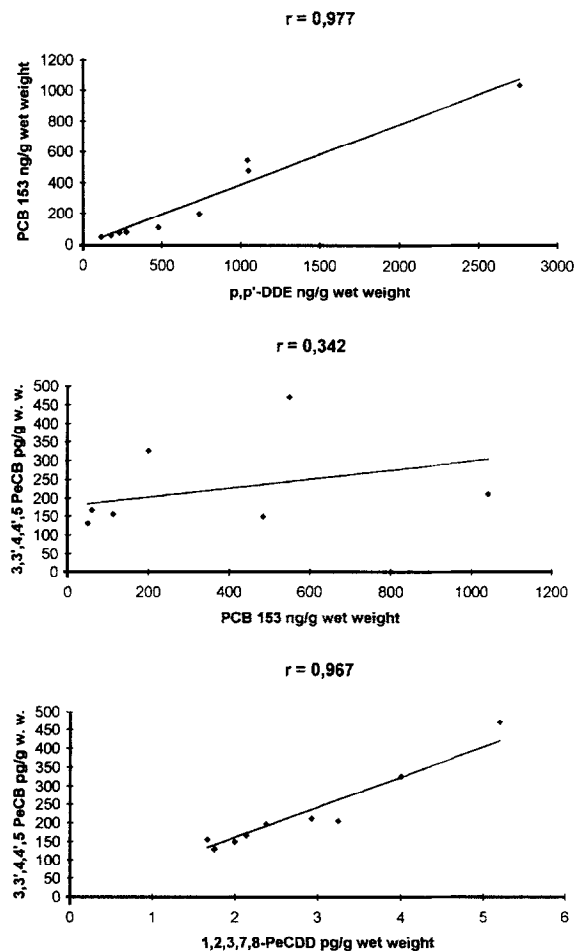 r = 0,977
1200
1000
800
600
400
200
0
PCB 153 ng/g wet weight
0 500 1000 1500 2000 2500 3000
p,p'-DDE ng/g wet weight
r = 0,342
500
450
400
350
300
250
200
150
100
50
0
3,3',4,4',5 PeCB pg/g w. w.
0 200 400 600 800 1000 1200
PCB 153 ng/g wet weight
r = 0,967
500
450
400
350
300
250
200
150
100
50
0
3,3',4,4',5 PeCB pg/g w. w.
0 1 2 3 4 5 6
1,2,3,7,8-PeCDD pg/g wet weight